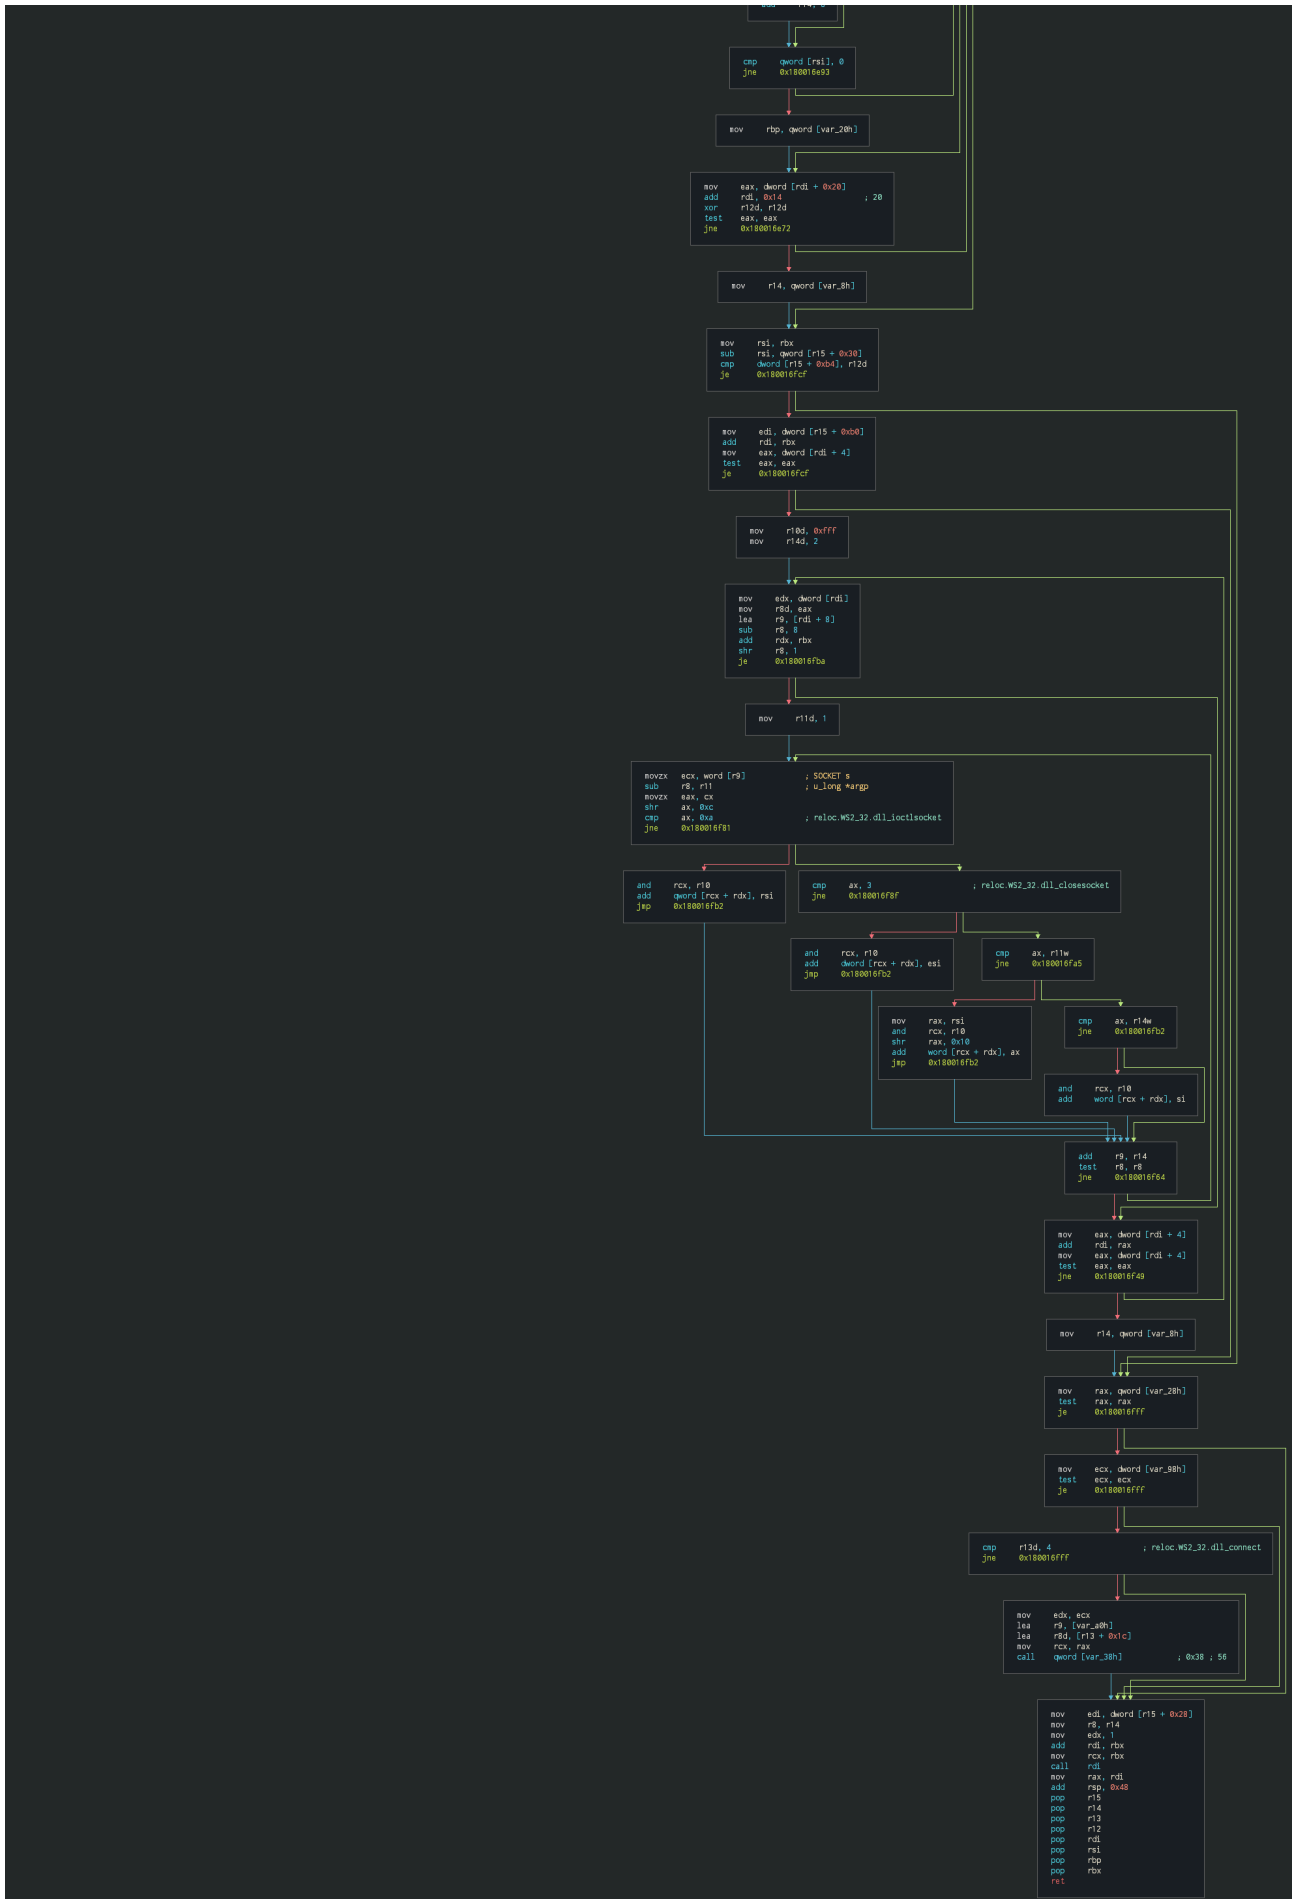 cmp qword [rsi], 0
jne 0x180016e93
mov rbp, qword [var_20h]
mov eax, dword [rdi + 0x20]
add rdi, 0x14 ; 20
xor r12d, r12d
test eax, eax
jne 0x180016e72
mov r14, qword [var_8h]
mov rsi, rbx
sub rsi, qword [r15 + 0x30]
cmp dword [r15 + 0xb4], r12d
je 0x180016fcf
mov edi, dword [r15 + 0xb0]
add rdi, rbx
mov eax, dword [rdi + 4]
test eax, eax
je 0x180016fcf
mov r10d, 0xfff
mov r14d, 2
mov edx, dword [rdi]
mov r8d, eax
lea r9, [rdi + 8]
sub r8, 8
add rdx, rbx
shr r8, 1
je 0x180016fba
mov r11d, 1
movzx ecx, word [r9] ; SOCKET s
sub r8, r11 ; u_long *argp
movzx eax, cx
shr ax, 0xc
cmp ax, 0xa ; reloc.WS2_32.dll_ioctlsocket
jne 0x180016f81
and rcx, r10
add qword [rcx + rdx], rsi
jmp 0x180016fb2
cmp ax, 3 ; reloc.WS2_32.dll_closesocket
jne 0x180016f8f
and rcx, r10
add dword [rcx + rdx], esi
jmp 0x180016fb2
cmp ax, r11w
jne 0x180016fa5
mov rax, rsi
and rcx, r10
shr rax, 0x10
add word [rcx + rdx], ax
jmp 0x180016fb2
cmp ax, r14w
jne 0x180016fb2
and rcx, r10
add word [rcx + rdx], si
add r9, r14
test r8, r8
jne 0x180016f64
mov eax, dword [rdi + 4]
add rdi, rax
mov eax, dword [rdi + 4]
test eax, eax
jne 0x180016f49
mov r14, qword [var_8h]
mov rax, qword [var_28h]
test rax, rax
je 0x180016fff
mov ecx, dword [var_98h]
test ecx, ecx
je 0x180016fff
cmp r13d, 4 ; reloc.WS2_32.dll_connect
jne 0x180016fff
mov edx, ecx
lea r9, [var_a0h]
lea r8d, [r13 + 0x1c]
mov rcx, rax
call qword [var_38h] ; 0x38 ; 56
mov edi, dword [r15 + 0x28]
mov r8, r14
mov edx, 1
add rdi, rbx
mov rcx, rbx
call rdi
mov rax, rdi
add rsp, 0x48
pop r15
pop r14
pop r13
pop r12
pop rdi
pop rsi
pop rbp
pop rbx
ret